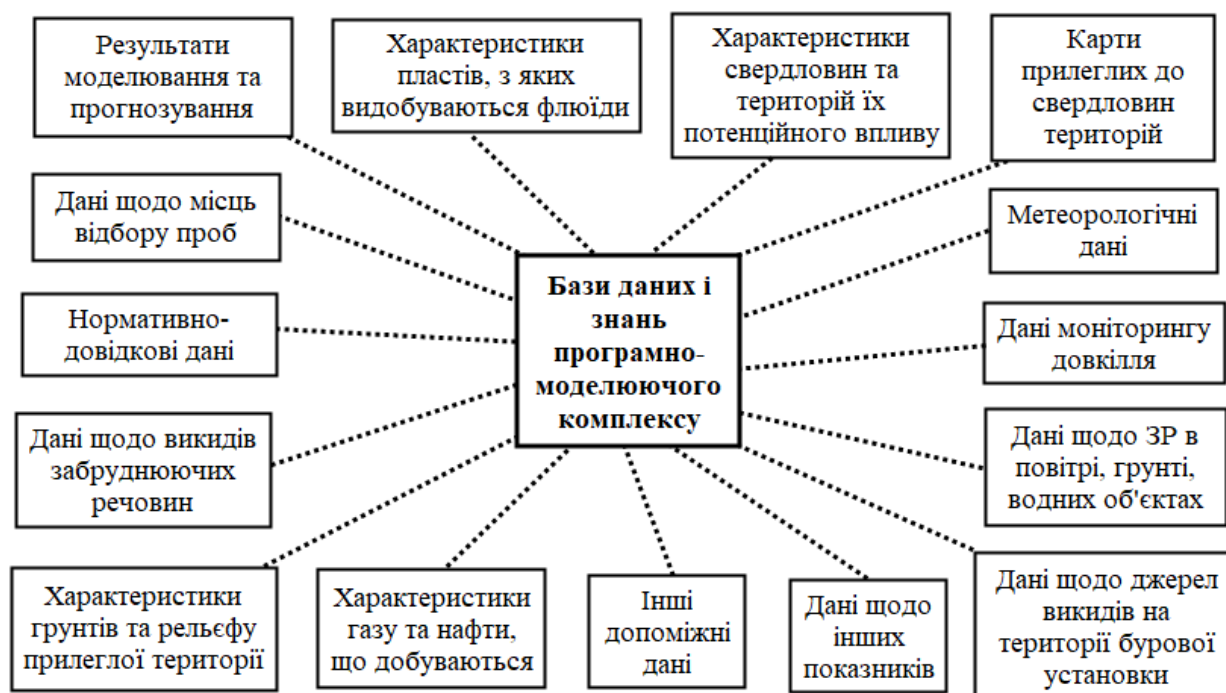 Результати
моделювання та
прогнозування
Характеристики
пластів, з яких
видобуваються флюїди
Характеристики
свердловин та
територій їх
потенційного впливу
Карти
прилеглих до
свердловин
територій
Дані щодо місць
відбору проб
Метеорологічні
дані
Бази даних і
знань
програмно-
моделюючого
комплексу
Нормативно-
довідкові дані
Дані моніторингу
довкілля
Дані щодо викидів
забруднюючих
речовин
Дані щодо ЗР в
повітрі, грунті,
водних об'єктах
Характеристики
грунтів та рельєфу
прилеглої території
Характеристики
газу та нафти,
що добуваються
Інші
допоміжні
дані
Дані щодо
інших
показників
Дані щодо джерел
викидів на
території бурової
установки